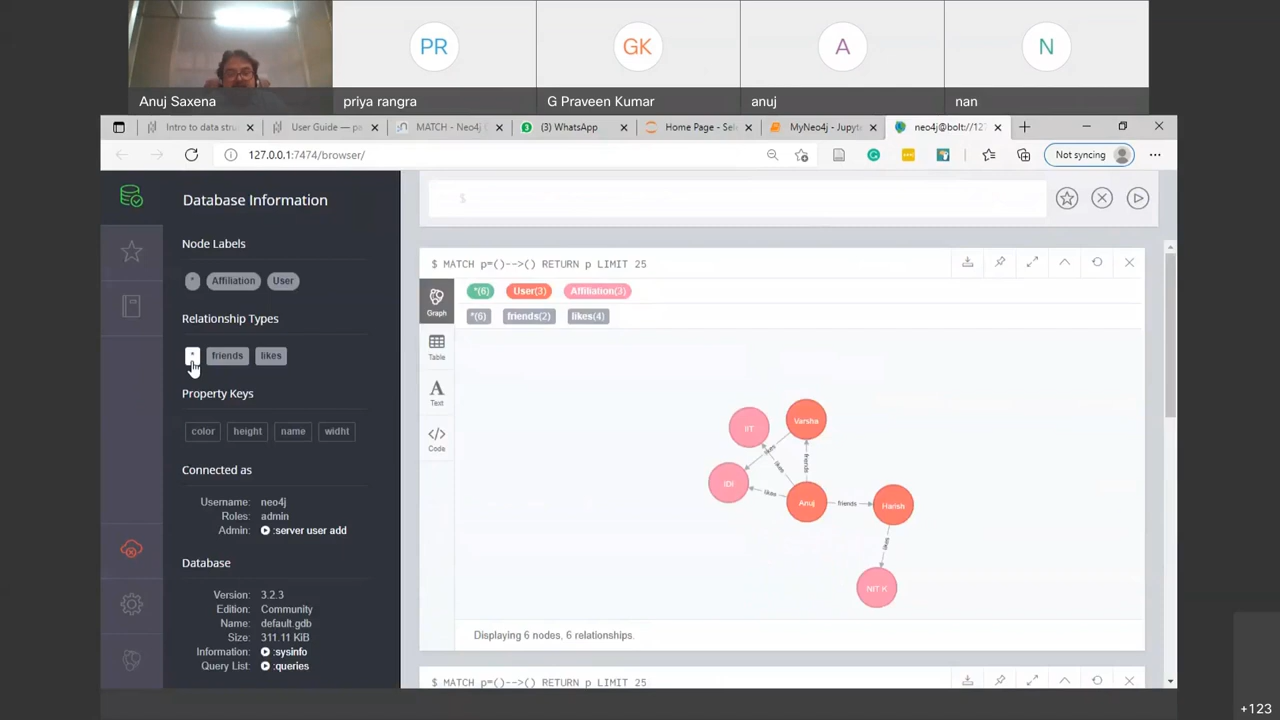 PR
GK
A
N
Anuj Saxena
priya rangra
G Praveen Kumar
anuj
nan
Intro to data stru
User Guide — pa
MATCH - Neo4j C
(3) WhatsApp
Home Page - Sele
MyNeo4j - Jupyte
neo4j@bolt://127
127.0.0.1:7474/browser/
Not syncing
Database Information
$
Node Labels
* Affiliation User
Relationship Types
* friends likes
Property Keys
color height name widht
Connected as
Username: neo4j
Roles: admin
Admin: :server user add
Database
Version: 3.2.3
Edition: Community
Name: default.gdb
Size: 311.11 KiB
Information: :sysinfo
Query List: :queries
$ MATCH p=()-->() RETURN p LIMIT 25
*(6) User(3) Affiliation(3)
*(6) friends(2) likes(4)
Graph
Table
Text
Code
IIT
Varsha
likes
likes
friends
IDI
likes
Anuj
friends
Harish
likes
NIT K
Displaying 6 nodes, 6 relationships.
$ MATCH p=()-->() RETURN p LIMIT 25
+123